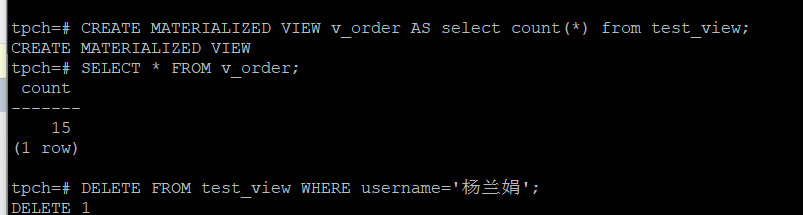 tpch=# CREATE MATERIALIZED VIEW v_order AS select count(*) from test_view;
CREATE MATERIALIZED VIEW
tpch=# SELECT * FROM v_order;
 count
-------
    15
(1 row)
tpch=# DELETE FROM test_view WHERE username='杨兰娟';
DELETE 1